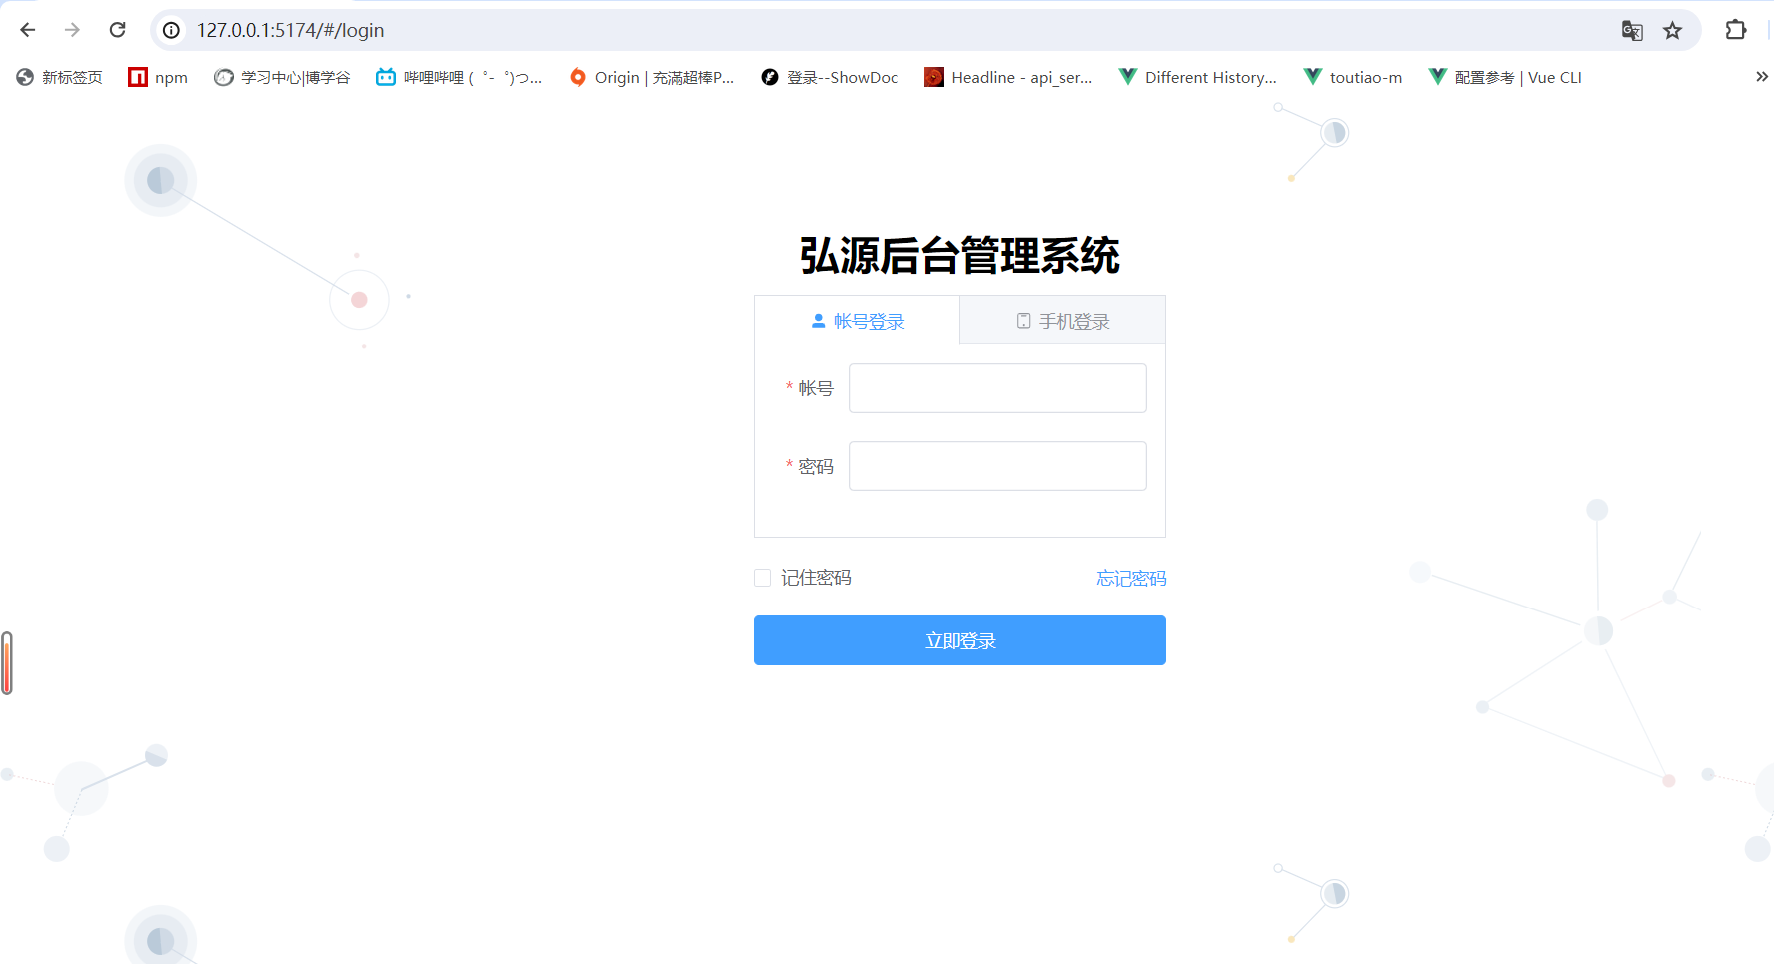 127.0.0.1:5174/#/login
新标签页 npm 学习中心|博学谷 哔哩哔哩 (゜-゜)つ... Origin | 充满超棒P... 登录--ShowDoc Headline - api_ser... Different History... toutiao-m 配置参考 | Vue CLI
弘源后台管理系统
帐号登录 手机登录
* 帐号
* 密码
记住密码 忘记密码
立即登录